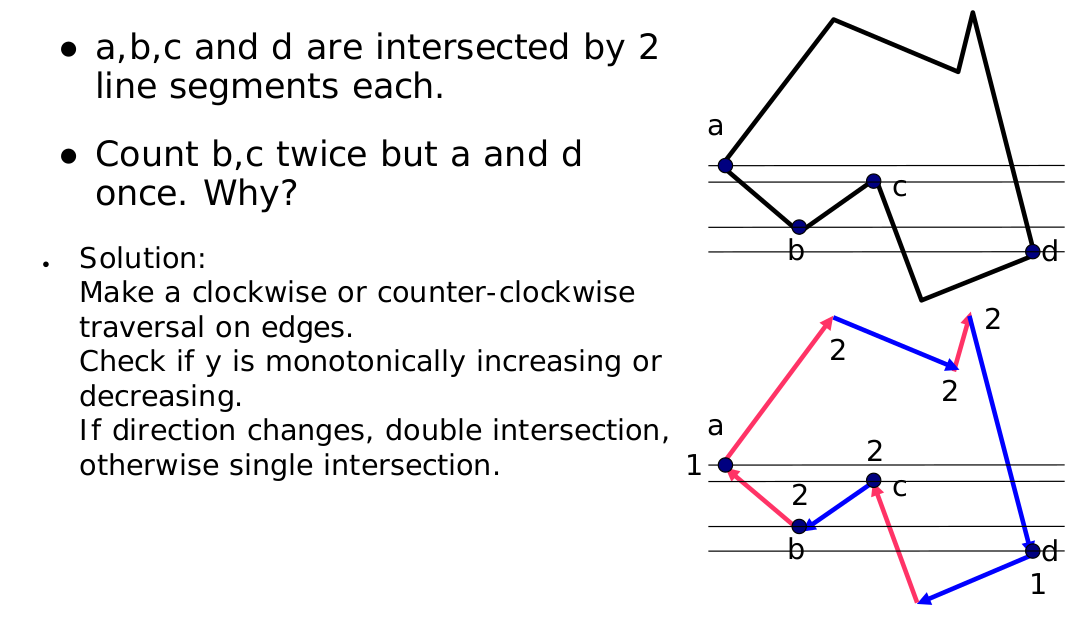 ● a,b,c and d are intersected by 2
line segments each.
● Count b,c twice but a and d
once. Why?
• Solution:
Make a clockwise or counter-clockwise
traversal on edges.
Check if y is monotonically increasing or
decreasing.
If direction changes, double intersection,
otherwise single intersection.
a
c
b
d
2
2
2
a
1
2
2
c
b
d
1